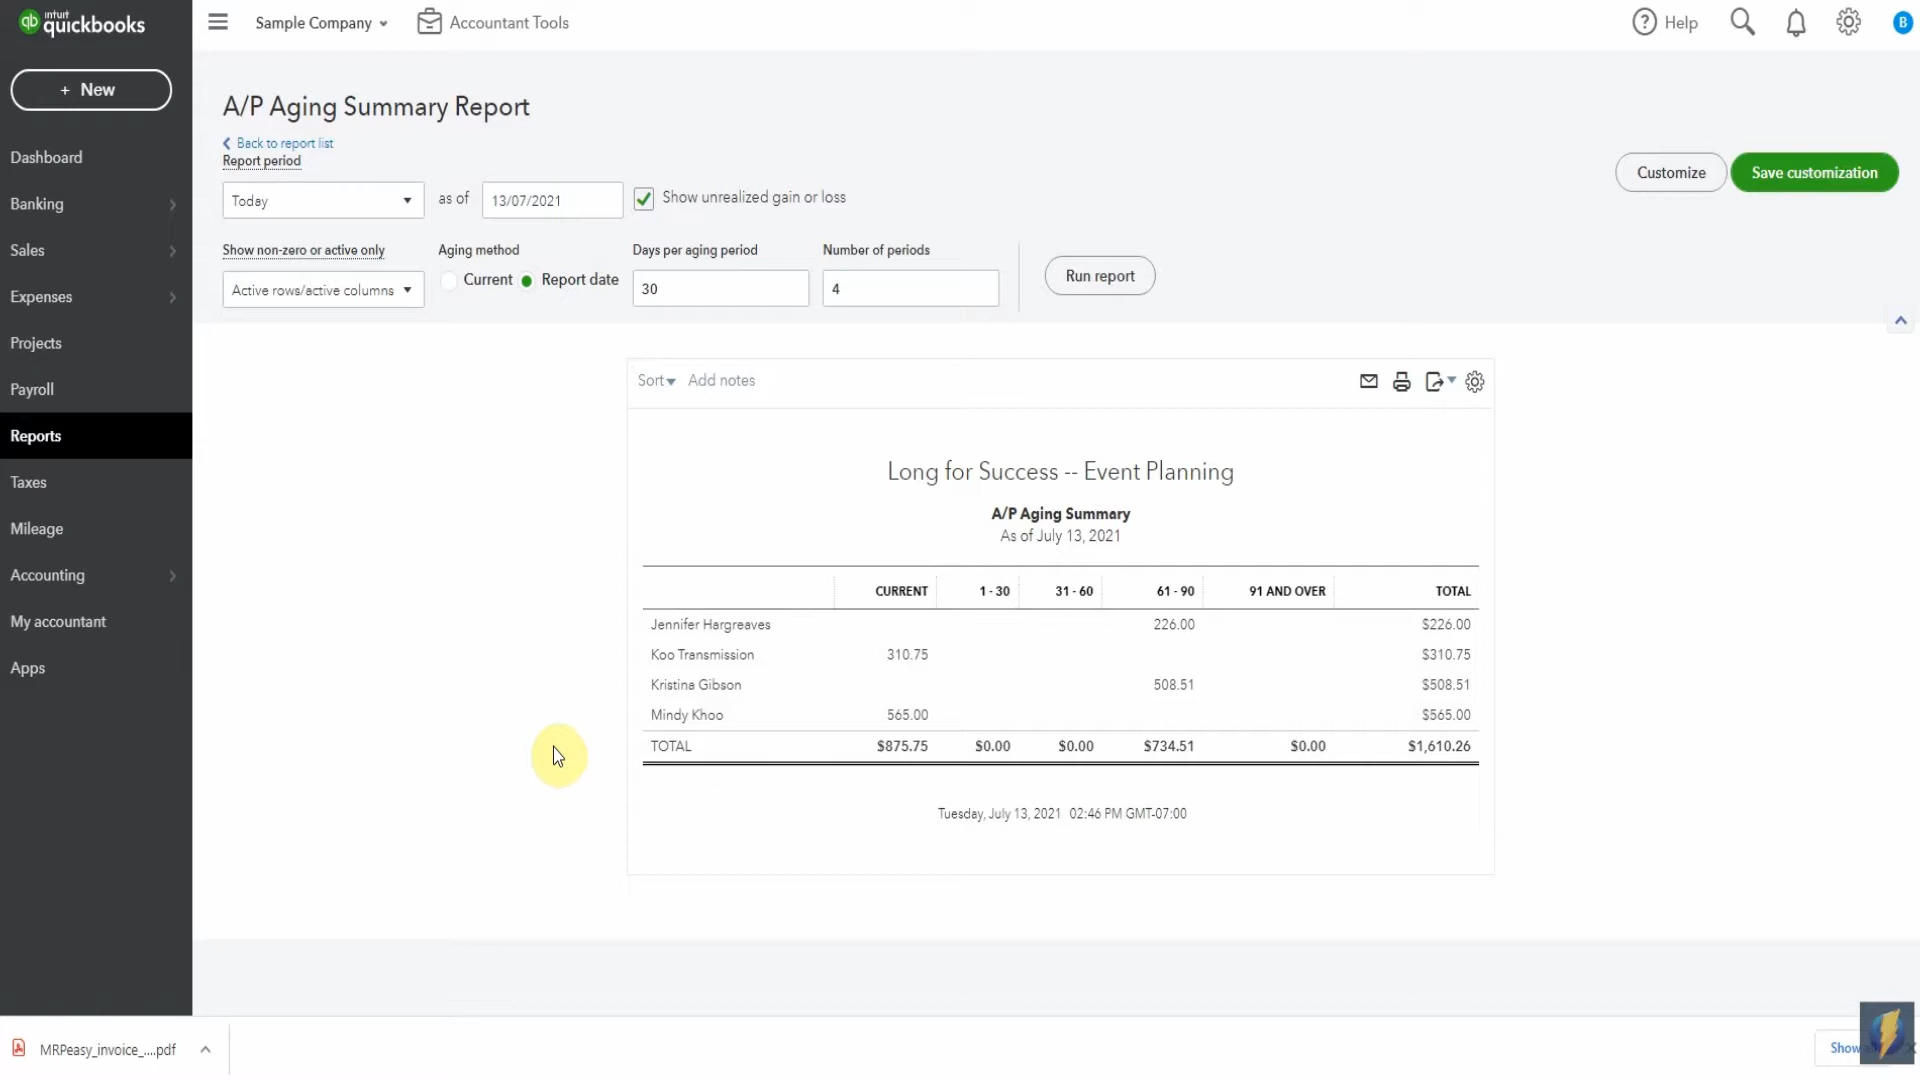 intuit
quickbooks
Sample Company
Accountant Tools
Help
B
+ New
Dashboard
Banking
Sales
Expenses
Projects
Payroll
Reports
Taxes
Mileage
Accounting
My accountant
Apps
A/P Aging Summary Report
Back to report list
Report period
Today as of 13/07/2021 Show unrealized gain or loss
Customize Save customization
Show non-zero or active only Aging method Days per aging period Number of periods
Active rows/active columns Current Report date 30 4 Run report
Sort Add notes
Long for Success -- Event Planning
A/P Aging Summary
As of July 13, 2021
CURRENT 1 - 30 31 - 60 61 - 90 91 AND OVER TOTAL
Jennifer Hargreaves 226.00 $226.00
Koo Transmission 310.75 $310.75
Kristina Gibson 508.51 $508.51
Mindy Khoo 565.00 $565.00
TOTAL $875.75 $0.00 $0.00 $734.51 $0.00 $1,610.26
Tuesday, July 13, 2021 02:46 PM GMT-07:00
MRPeasy_invoice_....pdf
Show